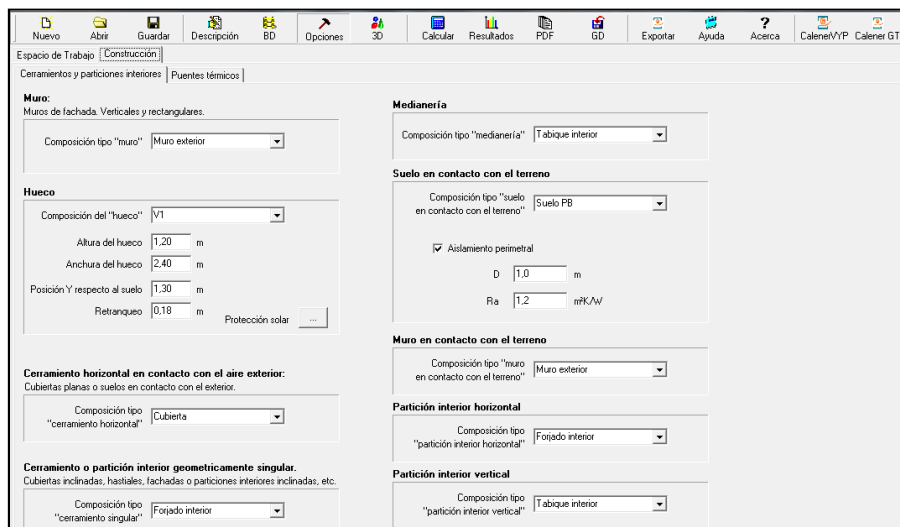 Nuevo Abrir Guardar Descripción BD Opciones 3D Calcular Resultados PDF GD Exportar Ayuda Acerca CalenerVYP Calener GT
Espacio de Trabajo Construcción
Cerramientos y particiones interiores Puentes térmicos
Muro:
Muros de fachada. Verticales y rectangulares.
Composición tipo "muro" Muro exterior
Hueco
Composición del "hueco" V1
Altura del hueco 1,20 m
Anchura del hueco 2,40 m
Posición Y respecto al suelo 1,30 m
Retranqueo 0,18 m
Protección solar ...
Cerramiento horizontal en contacto con el aire exterior:
Cubiertas planas o suelos en contacto con el exterior.
Composición tipo
"cerramiento horizontal" Cubierta
Cerramiento o partición interior geometricamente singular.
Cubiertas inclinadas, hastiales, fachadas o particiones interiores inclinadas, etc.
Composición tipo
"cerramiento singular" Forjado interior
Medianería
Composición tipo "medianería" Tabique interior
Suelo en contacto con el terreno
Composición tipo "suelo
en contacto con el terreno" Suelo PB
Aislamiento perimetral
D 1,0 m
Ra 1,2 m²K/W
Muro en contacto con el terreno
Composición tipo "muro
en contacto con el terreno" Muro exterior
Partición interior horizontal
Composición tipo
"partición interior horizontal" Forjado interior
Partición interior vertical
Composición tipo
"partición interior vertical" Tabique interior